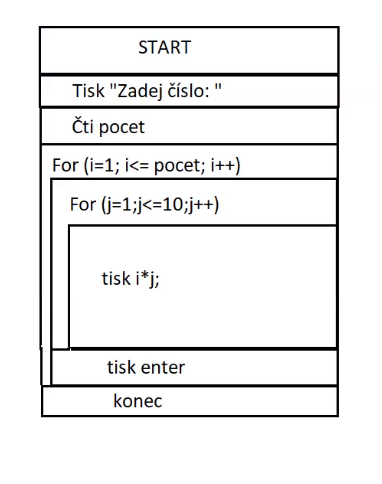 START
Tisk "Zadej číslo: "
Čti pocet
For (i=1; i<= pocet; i++)
For (j=1;j<=10;j++)
tisk i*j;
tisk enter
konec